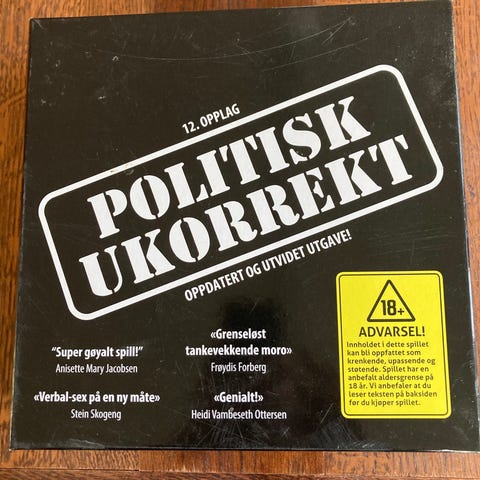 12. OPPLAG
POLITISK
UKORREKT
OPPDATERT OG UTVIDET UTGAVE!
"Super gøyalt spill!"
Anisette Mary Jacobsen
«Grenseløst
tankevekkende moro»
Frøydis Forberg
«Verbal-sex på en ny måte»
Stein Skogeng
«Genialt!»
Heidi Vambeseth Ottersen
18+
ADVARSEL!
Innholdet i dette spillet
kan bli oppfattet som
krenkende, upassende og
støtende. Spillet har en
anbefalt aldersgrense på
18 år. Vi anbefaler at du
leser teksten på baksiden
før du kjøper spillet.